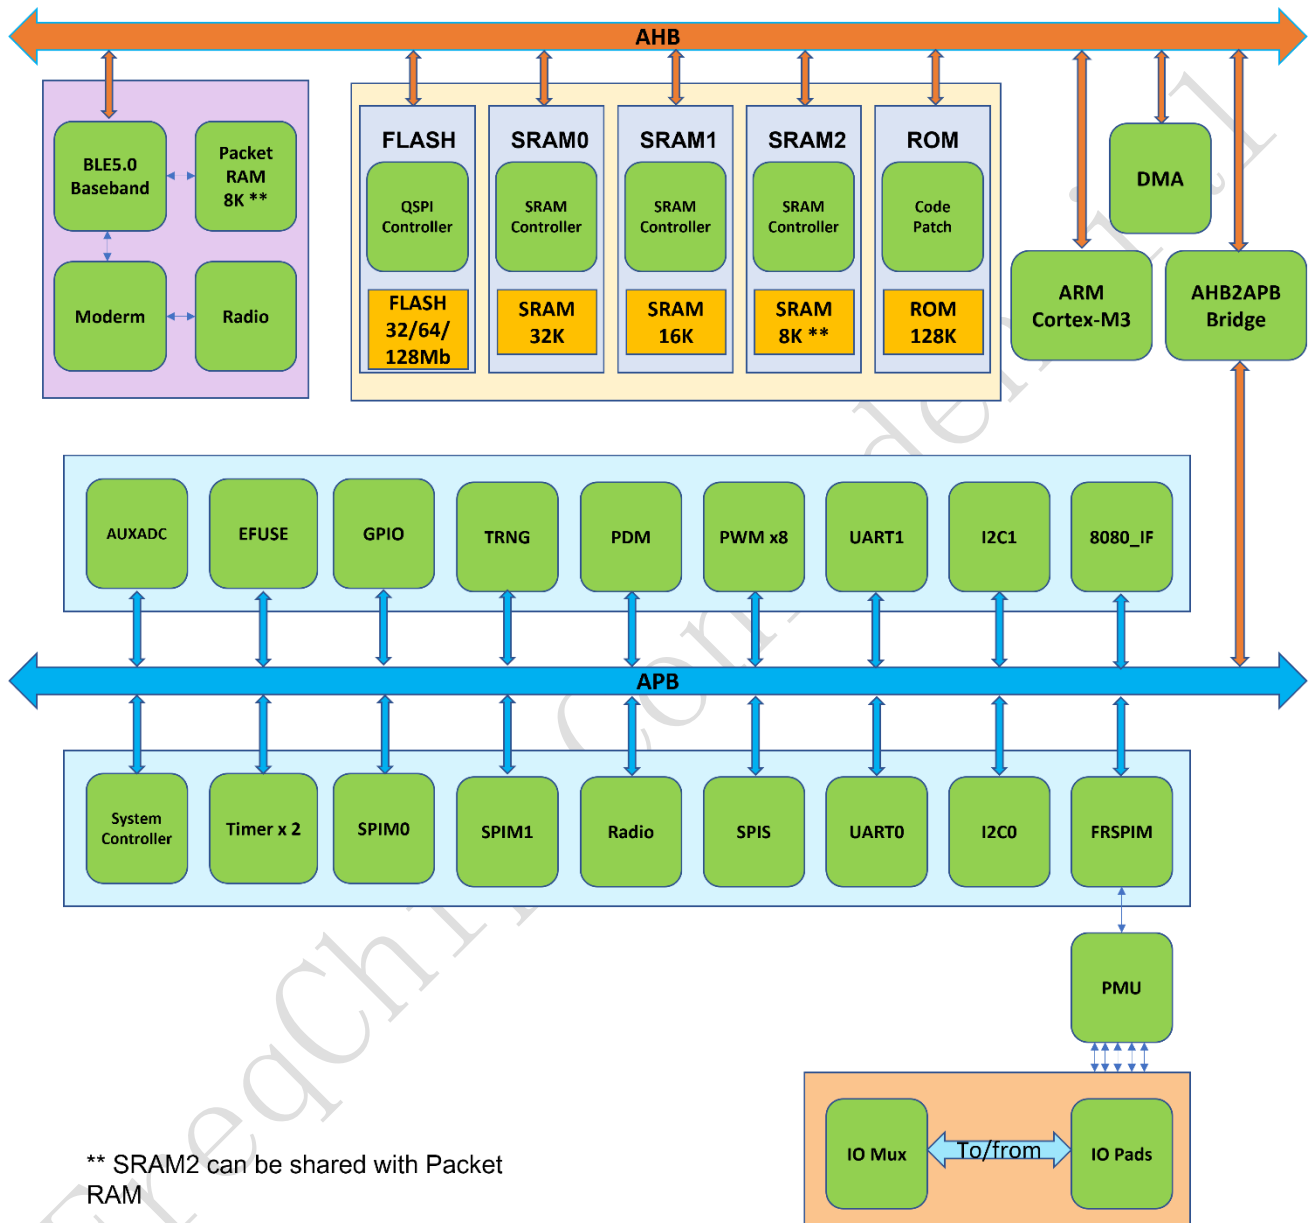 AHB
BLE5.0
Baseband
Packet
RAM
8K **
Moderm
Radio
FLASH
QSPI
Controller
FLASH
32/64/
128Mb
SRAM0
SRAM
Controller
SRAM
32K
SRAM1
SRAM
Controller
SRAM
16K
SRAM2
SRAM
Controller
SRAM
8K **
ROM
Code
Patch
ROM
128K
DMA
ARM
Cortex-M3
AHB2APB
Bridge
AUXADC
EFUSE
GPIO
TRNG
PDM
PWM x8
UART1
I2C1
8080_IF
APB
System
Controller
Timer x 2
SPIM0
SPIM1
Radio
SPIS
UART0
I2C0
FRSPIM
PMU
IO Mux
To/from
IO Pads
** SRAM2 can be shared with Packet
RAM
FreqChip Confidential